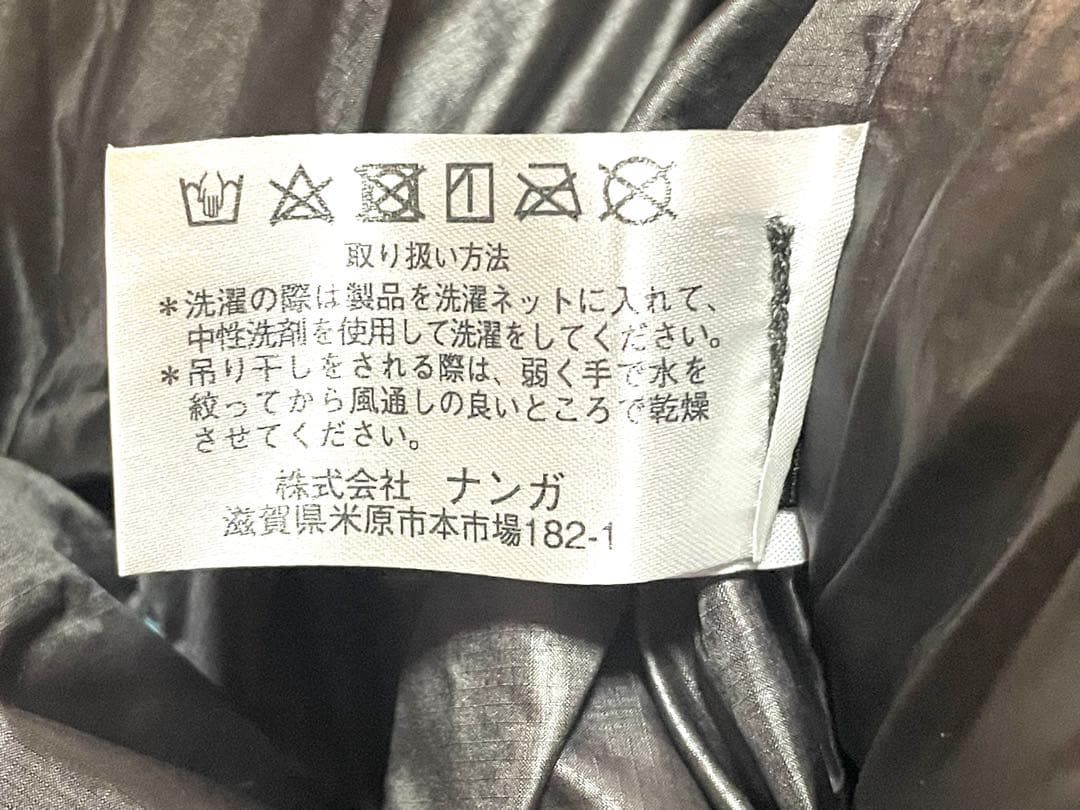 取り扱い方法
*洗濯の際は製品を洗濯ネットに入れて、
中性洗剤を使用して洗濯をしてください。
*吊り干しをされる際は、弱く手で水を
絞ってから風通しの良いところで乾燥
させてください。
株式会社 ナンガ
滋賀県米原市本市場182-1